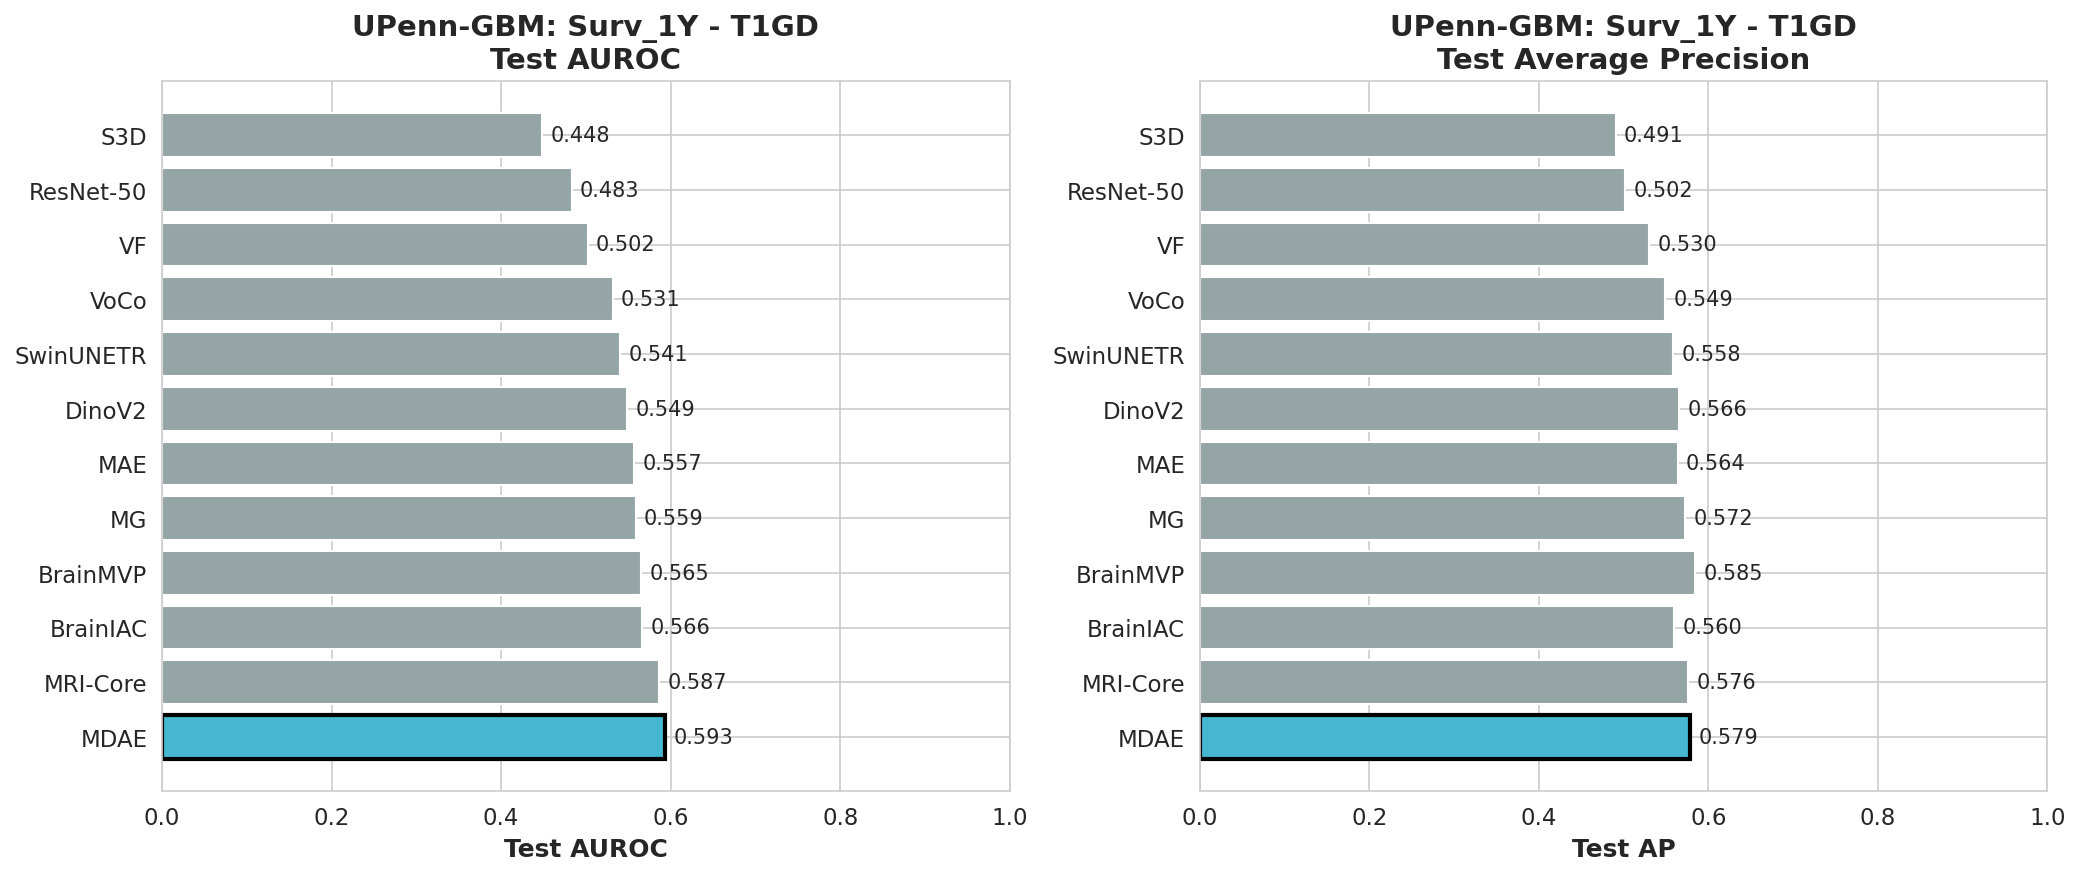 UPenn-GBM: Surv_1Y - T1GD
Test AUROC
S3D 0.448
ResNet-50 0.483
VF 0.502
VoCo 0.531
SwinUNETR 0.541
DinoV2 0.549
MAE 0.557
MG 0.559
BrainMVP 0.565
BrainIAC 0.566
MRI-Core 0.587
MDAE 0.593
0.0 0.2 0.4 0.6 0.8 1.0
Test AUROC
UPenn-GBM: Surv_1Y - T1GD
Test Average Precision
S3D 0.491
ResNet-50 0.502
VF 0.530
VoCo 0.549
SwinUNETR 0.558
DinoV2 0.566
MAE 0.564
MG 0.572
BrainMVP 0.585
BrainIAC 0.560
MRI-Core 0.576
MDAE 0.579
0.0 0.2 0.4 0.6 0.8 1.0
Test AP